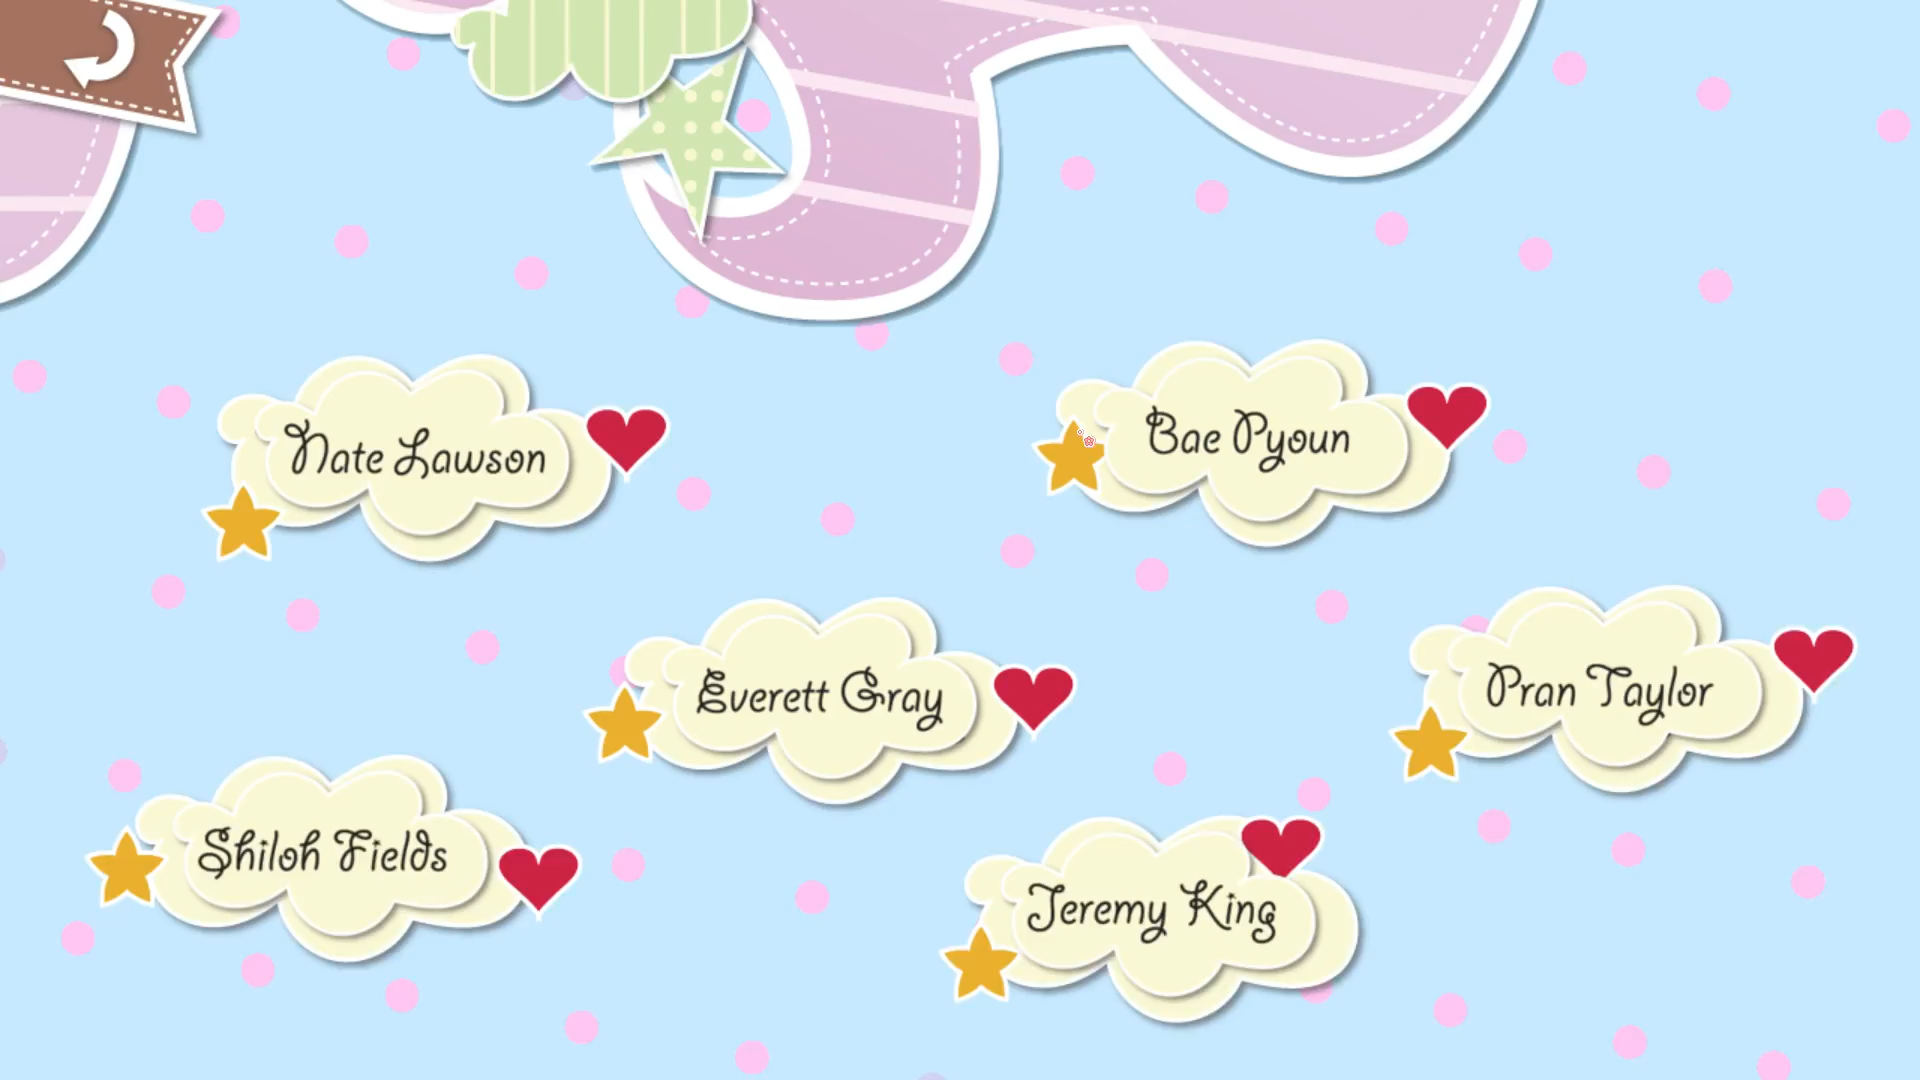 Nate Lawson
Bae Pyoun
Everett Gray
Pran Taylor
Shiloh Fields
Jeremy King